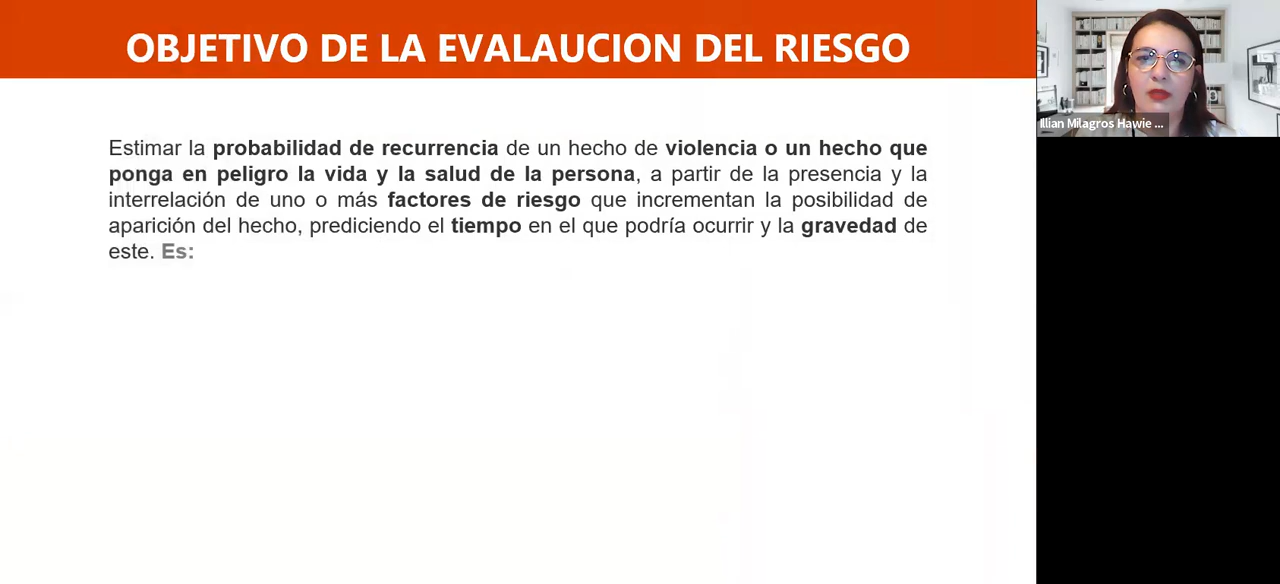 OBJETIVO DE LA EVALAUCION DEL RIESGO
Estimar la probabilidad de recurrencia de un hecho de violencia o un hecho que
ponga en peligro la vida y la salud de la persona, a partir de la presencia y la
interrelación de uno o más factores de riesgo que incrementan la posibilidad de
aparición del hecho, prediciendo el tiempo en el que podría ocurrir y la gravedad de
este. Es:
Illian Milagros Hawie ...